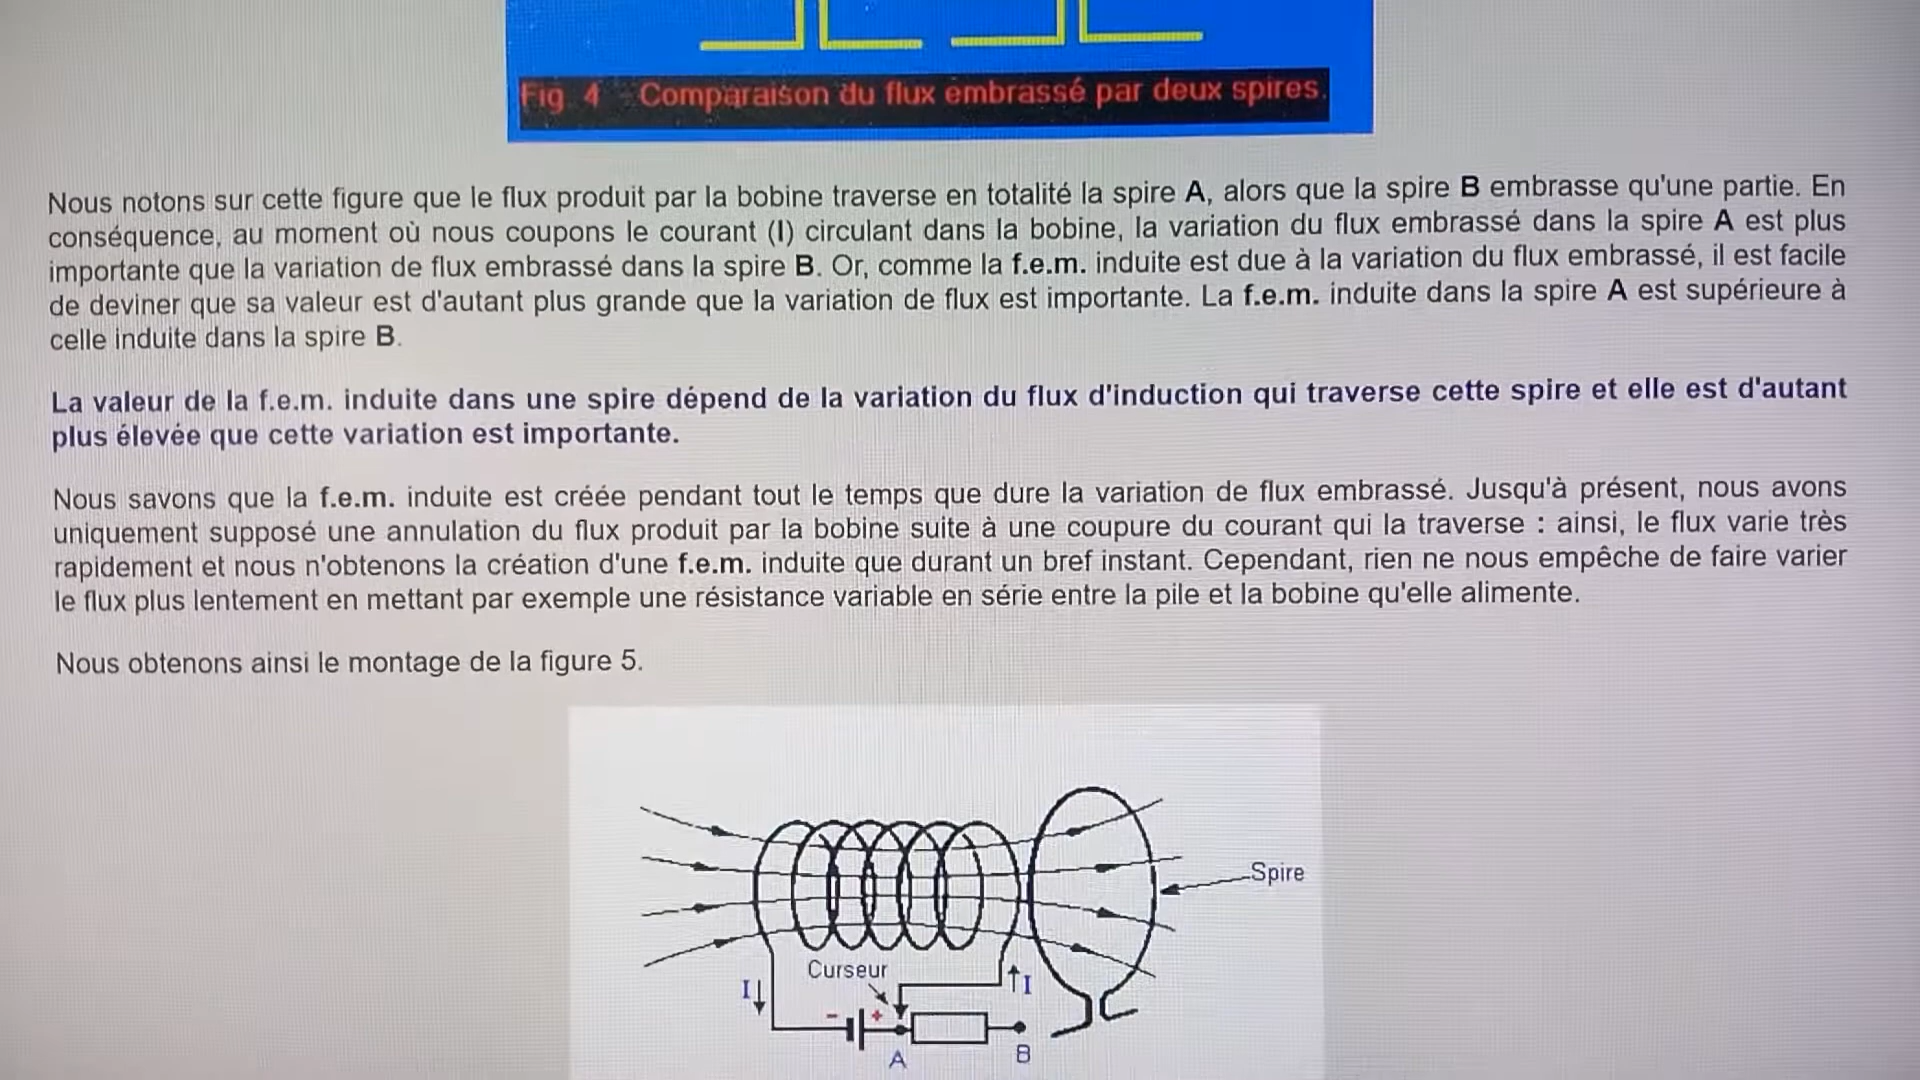 Fig 4 - Comparaison du flux embrassé par deux spires.
Nous notons sur cette figure que le flux produit par la bobine traverse en totalité la spire A, alors que la spire B embrasse qu'une partie. En
conséquence, au moment où nous coupons le courant (I) circulant dans la bobine, la variation du flux embrassé dans la spire A est plus
importante que la variation de flux embrassé dans la spire B. Or, comme la f.e.m. induite est due à la variation du flux embrassé, il est facile
de deviner que sa valeur est d'autant plus grande que la variation de flux est importante. La f.e.m. induite dans la spire A est supérieure à
celle induite dans la spire B.
La valeur de la f.e.m. induite dans une spire dépend de la variation du flux d'induction qui traverse cette spire et elle est d'autant
plus élevée que cette variation est importante.
Nous savons que la f.e.m. induite est créée pendant tout le temps que dure la variation de flux embrassé. Jusqu'à présent, nous avons
uniquement supposé une annulation du flux produit par la bobine suite à une coupure du courant qui la traverse : ainsi, le flux varie très
rapidement et nous n'obtenons la création d'une f.e.m. induite que durant un bref instant. Cependant, rien ne nous empêche de faire varier
le flux plus lentement en mettant par exemple une résistance variable en série entre la pile et la bobine qu'elle alimente.
Nous obtenons ainsi le montage de la figure 5.
Spire
Curseur
I
I
- +
A
B